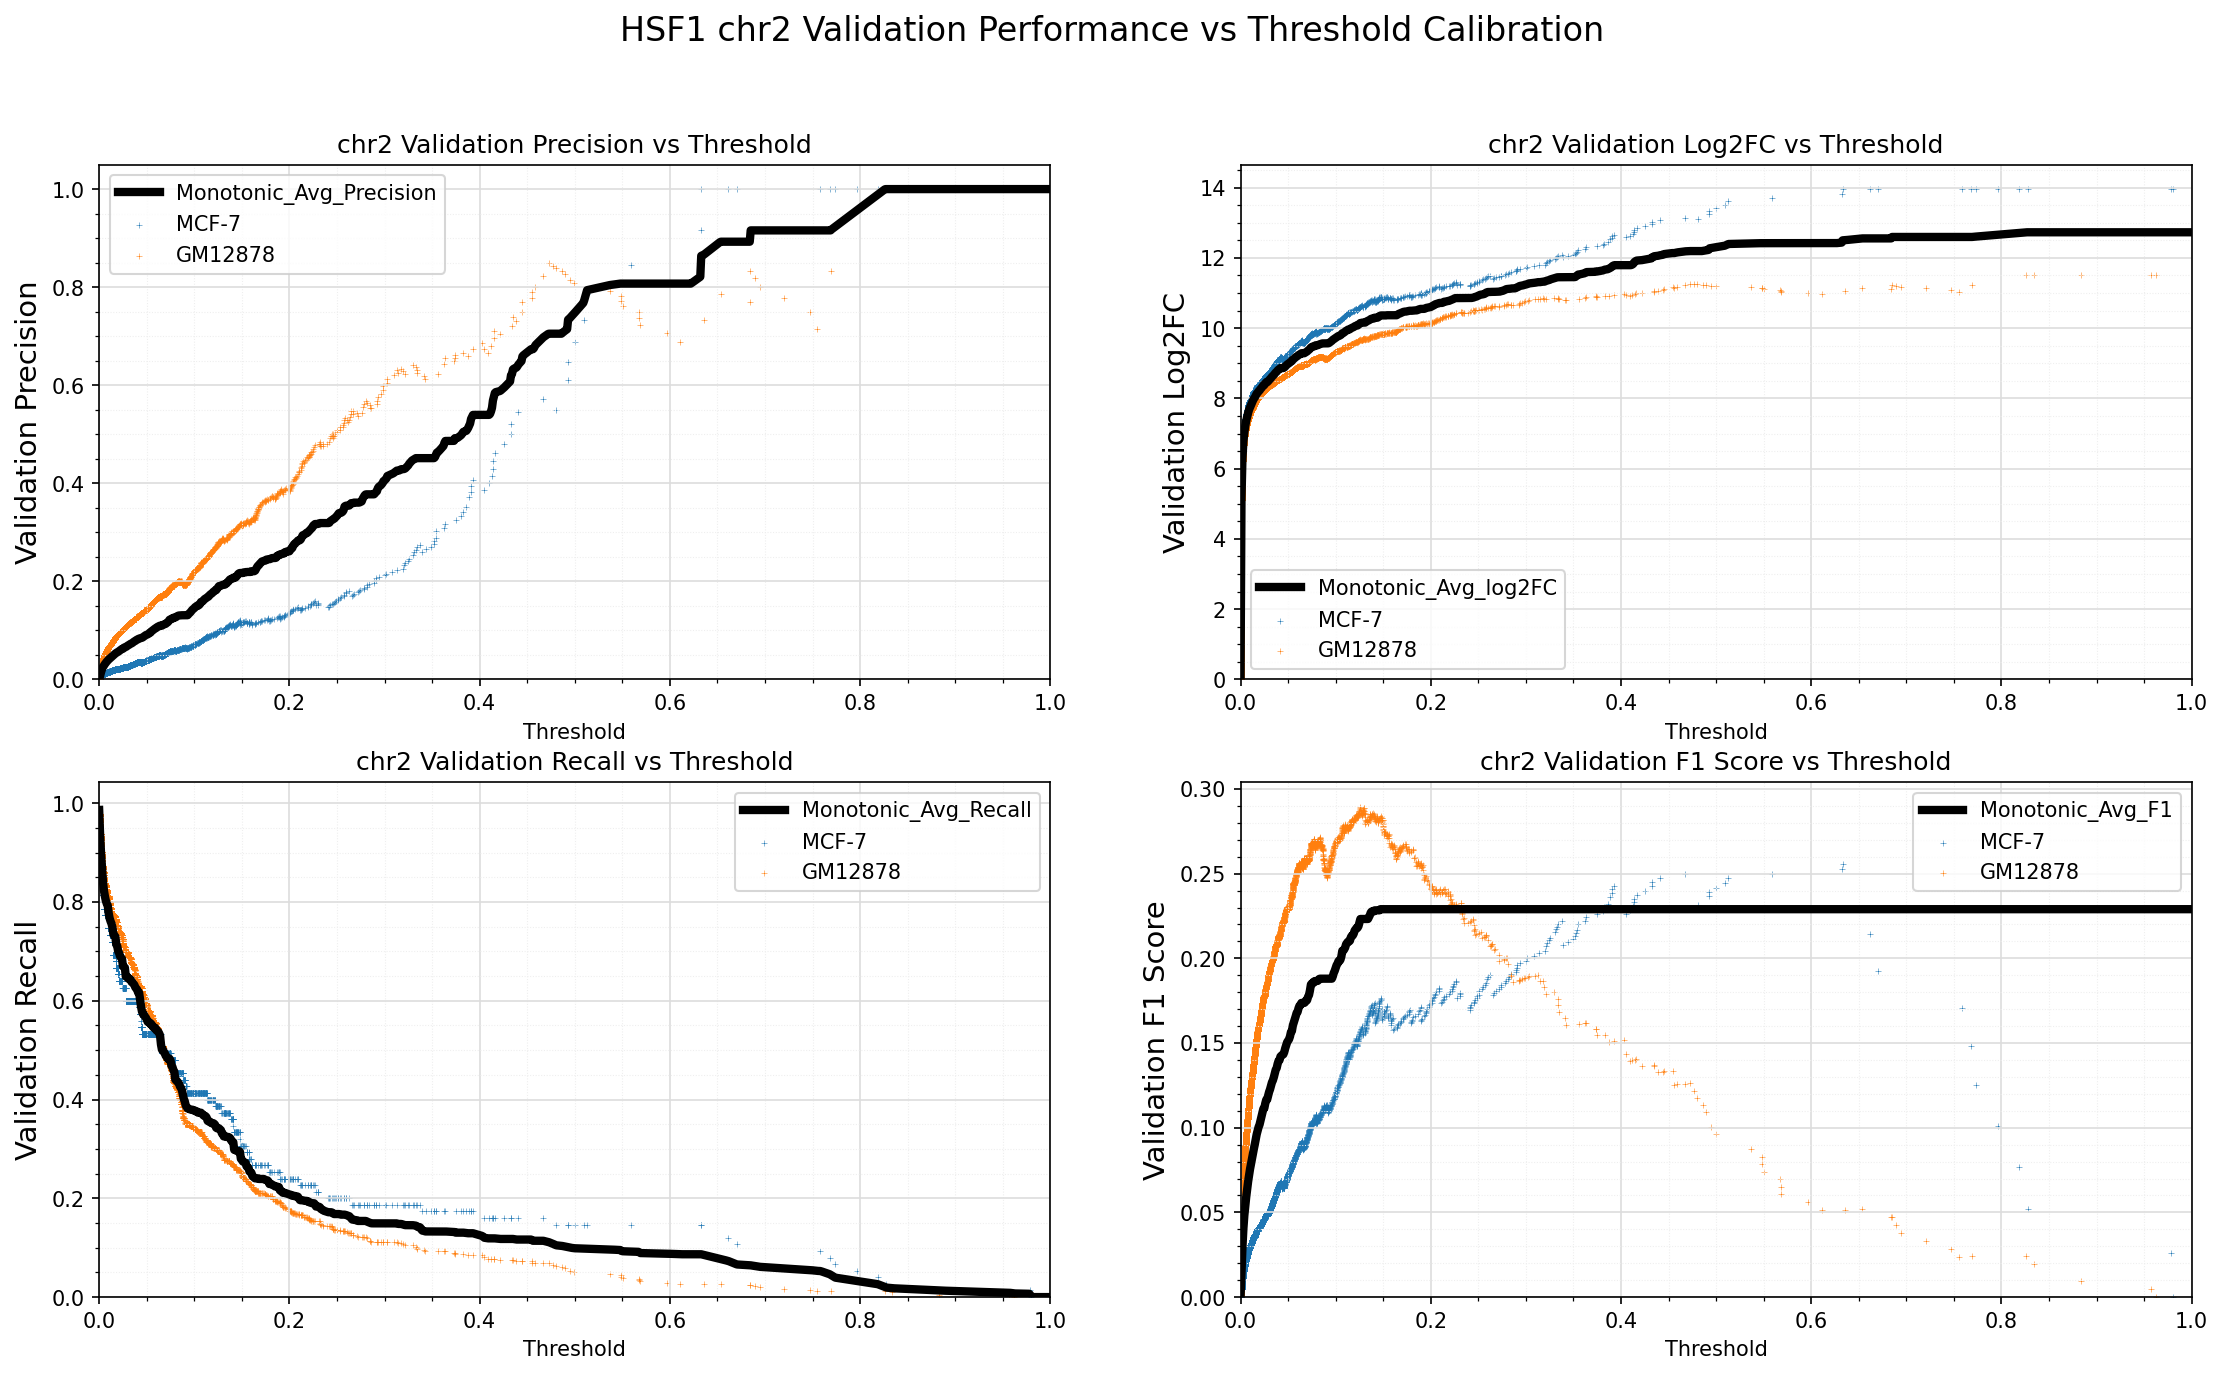 HSF1 chr2 Validation Performance vs Threshold Calibration
chr2 Validation Precision vs Threshold
Validation Precision
1.0
0.8
0.6
0.4
0.2
0.0
Monotonic_Avg_Precision
MCF-7
GM12878
0.0 0.2 0.4 0.6 0.8 1.0
Threshold
chr2 Validation Log2FC vs Threshold
Validation Log2FC
14
12
10
8
6
4
2
0
Monotonic_Avg_log2FC
MCF-7
GM12878
0.0 0.2 0.4 0.6 0.8 1.0
Threshold
chr2 Validation Recall vs Threshold
Validation Recall
1.0
0.8
0.6
0.4
0.2
0.0
Monotonic_Avg_Recall
MCF-7
GM12878
0.0 0.2 0.4 0.6 0.8 1.0
Threshold
chr2 Validation F1 Score vs Threshold
Validation F1 Score
0.30
0.25
0.20
0.15
0.10
0.05
0.00
Monotonic_Avg_F1
MCF-7
GM12878
0.0 0.2 0.4 0.6 0.8 1.0
Threshold